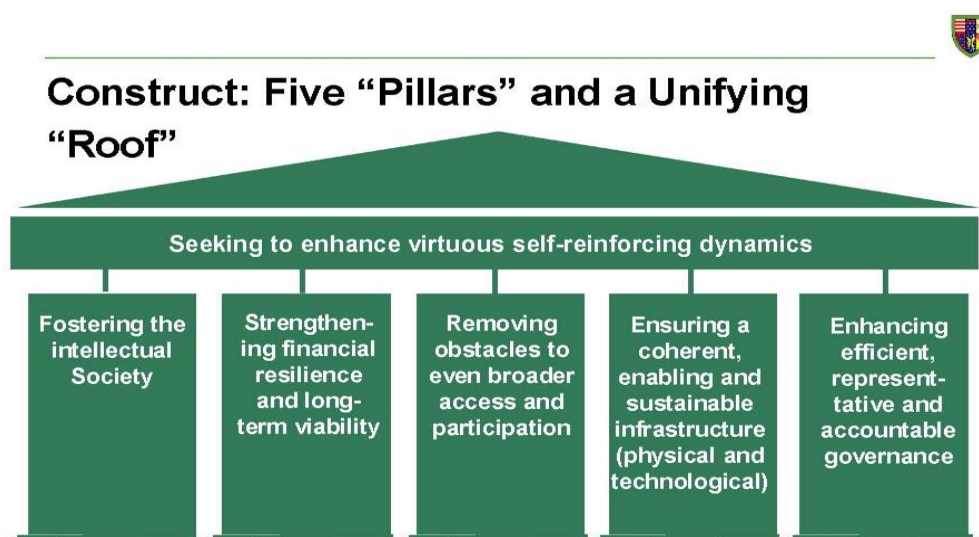 Construct: Five “Pillars” and a Unifying
“Roof”
Seeking to enhance virtuous self-reinforcing dynamics
Fostering the
intellectual
Society
Strengthen-
ing financial
resilience
and long-
term viability
Removing
obstacles to
even broader
access and
participation
Ensuring a
coherent,
enabling and
sustainable
infrastructure
(physical and
technological)
Enhancing
efficient,
represent-
tative and
accountable
governance